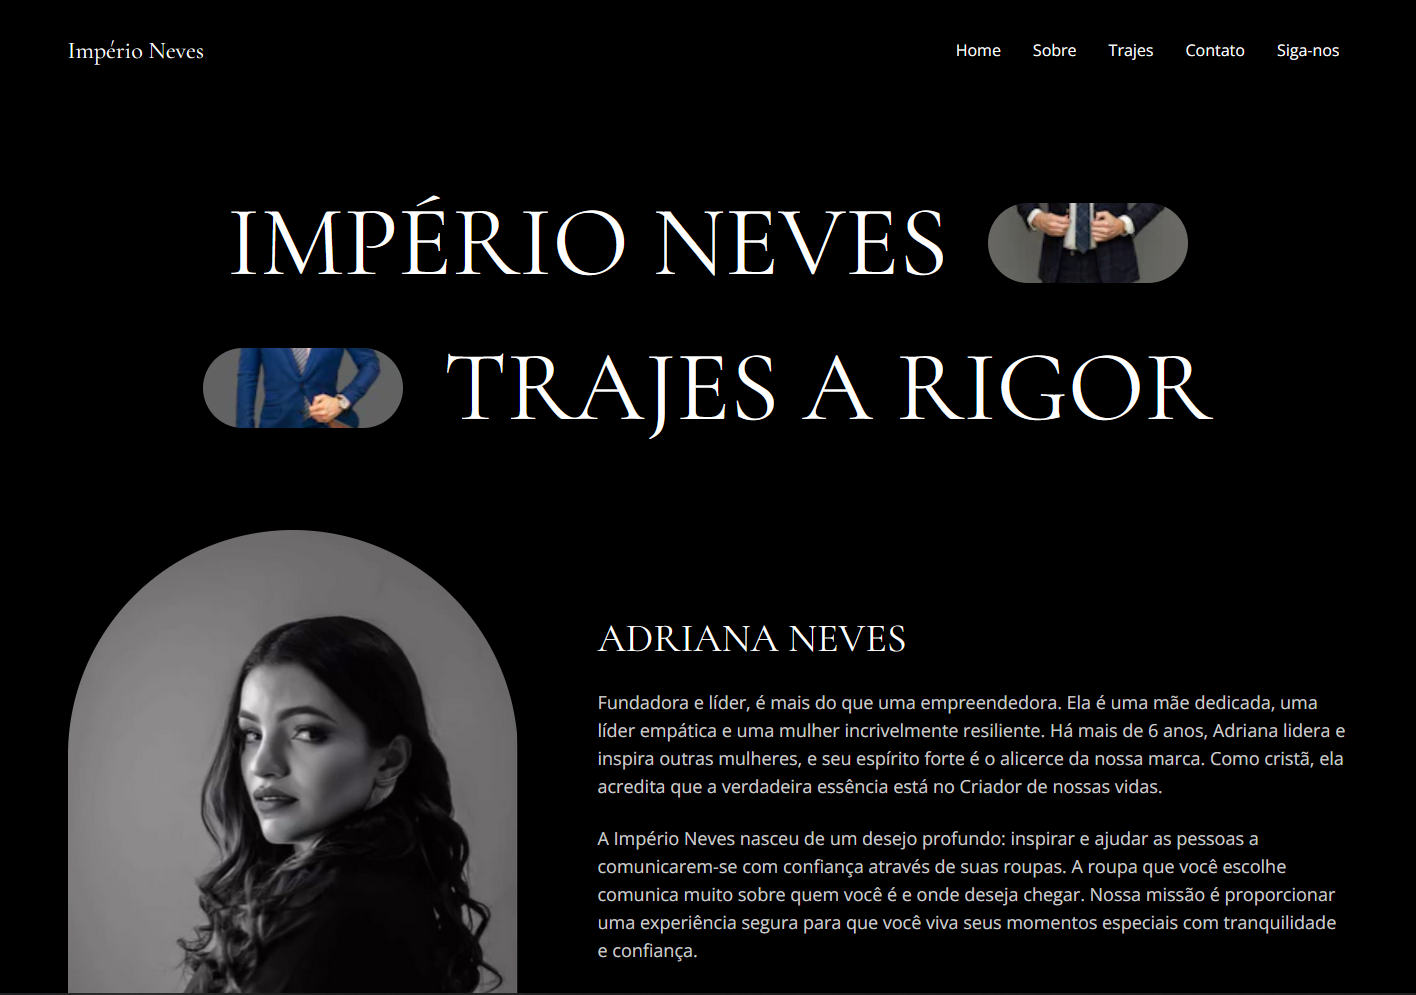 Império Neves
Home Sobre Trajes Contato Siga-nos
IMPÉRIO NEVES
TRAJES A RIGOR
ADRIANA NEVES
Fundadora e líder, é mais do que uma empreendedora. Ela é uma mãe dedicada, uma
líder empática e uma mulher incrivelmente resiliente. Há mais de 6 anos, Adriana lidera e
inspira outras mulheres, e seu espírito forte é o alicerce da nossa marca. Como cristã, ela
acredita que a verdadeira essência está no Criador de nossas vidas.
A Império Neves nasceu de um desejo profundo: inspirar e ajudar as pessoas a
comunicarem-se com confiança através de suas roupas. A roupa que você escolhe
comunica muito sobre quem você é e onde deseja chegar. Nossa missão é proporcionar
uma experiência segura para que você viva seus momentos especiais com tranquilidade
e confiança.